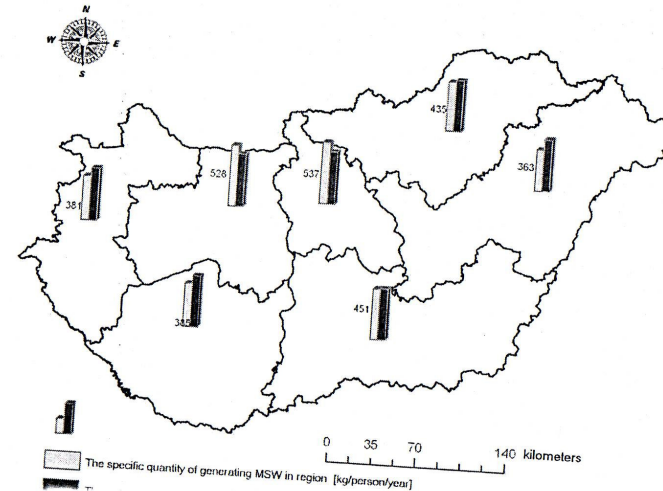 N
W E
S
435
363
528
537
381
385
451
0 35 70 140 kilometers
The specific quantity of generating MSW in region [kg/person/year]